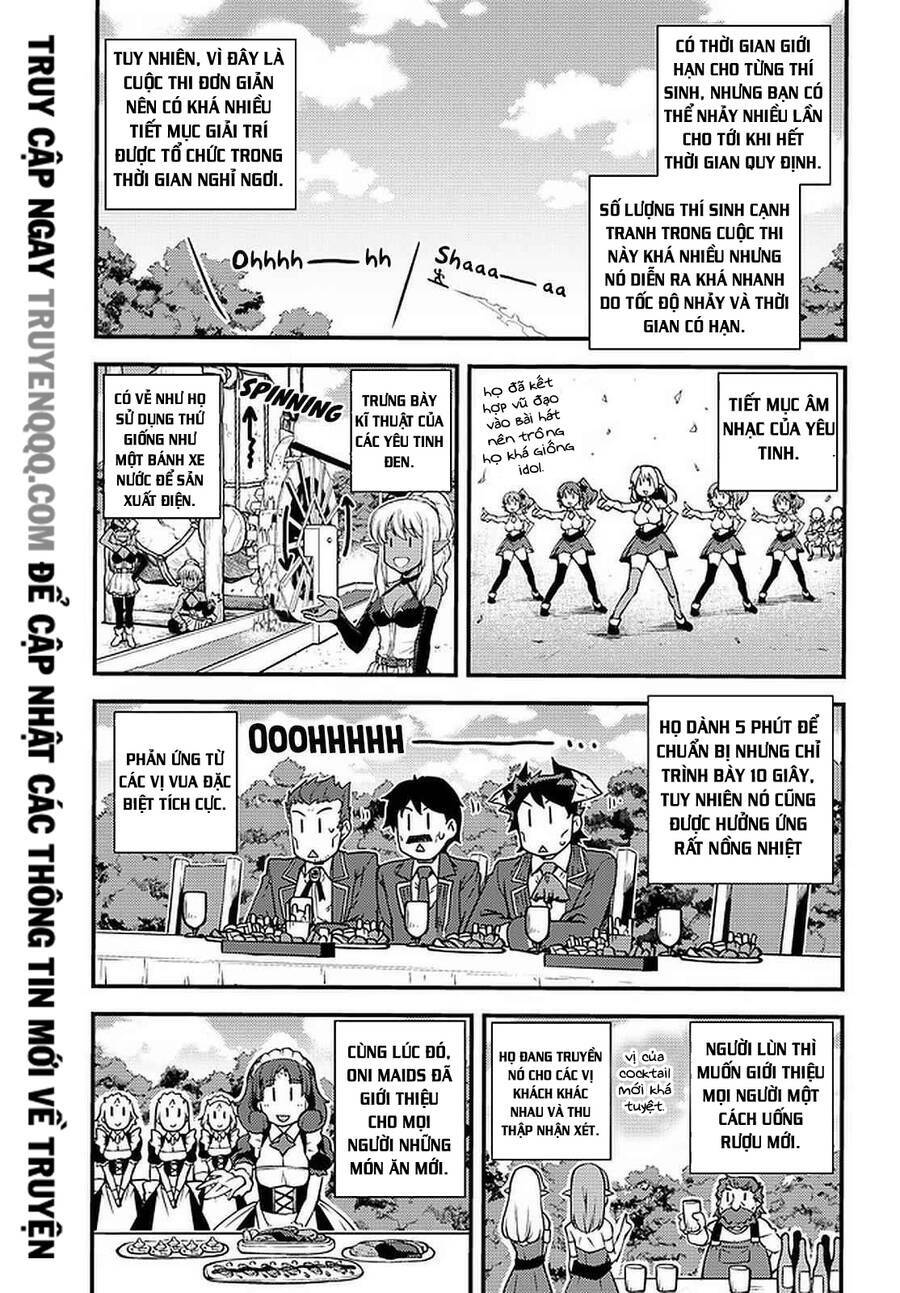 CÓ THỜI GIAN GIỚI
HẠN CHO TỪNG THÍ
SINH, NHƯNG BẠN CÓ
THỂ NHẢY NHIỀU LẦN
CHO TỚI KHI HẾT
THỜI GIAN QUY ĐỊNH.
SỐ LƯỢNG THÍ SINH CẠNH
TRANH TRONG CUỘC THI
NÀY KHÁ NHIỀU NHƯNG
NÓ DIỄN RA KHÁ NHANH
DO TỐC ĐỘ NHẢY VÀ THỜI
GIAN CÓ HẠN.
TUY NHIÊN, VÌ ĐÂY LÀ
CUỘC THI ĐƠN GIẢN
NÊN CÓ KHÁ NHIỀU
TIẾT MỤC GIẢI TRÍ
ĐƯỢC TỔ CHỨC TRONG
THỜI GIAN NGHỈ NGƠI.
Shaaa—aa
Ohhhh—hh
TIẾT MỤC ÂM
NHẠC CỦA YÊU
TINH.
họ đã kết
hợp vũ đạo
vào bài hát
nên trông
họ khá giống
idol.
TRƯNG BÀY
KĨ THUẬT CỦA
CÁC YÊU TINH
ĐEN.
SPINNING
CÓ VẺ NHƯ HỌ
SỬ DỤNG THỨ
GIỐNG NHƯ
MỘT BÁNH XE
NƯỚC ĐỂ SẢN
XUẤT ĐIỆN.
HỌ DÀNH 5 PHÚT ĐỂ
CHUẨN BỊ NHƯNG CHỈ
TRÌNH BÀY 10 GIÂY,
TUY NHIÊN NÓ CŨNG
ĐƯỢC HƯỞNG ỨNG
RẤT NỒNG NHIỆT
OOOHHHHH—...
PHẢN ỨNG TỪ
CÁC VỊ VUA ĐẶC
BIỆT TÍCH CỰC.
NGƯỜI LÙN THÌ
MUỐN GIỚI THIỆU
MỌI NGƯỜI MỘT
CÁCH UỐNG
RƯỢU MỚI.
vị của
cocktail
mới khá
tuyệt.
HỌ ĐANG TRUYỀN
NÓ CHO CÁC VỊ
KHÁCH KHÁC
NHAU VÀ THU
THẬP NHẬN XÉT.
CÙNG LÚC ĐÓ,
ONI MAIDS ĐÃ
GIỚI THIỆU
CHO MỌI
NGƯỜI NHỮNG
MÓN ĂN MỚI.
TRUY CẬP NGAY TRUYENQQQ.COM ĐỂ CẬP NHẬT CÁC THÔNG TIN MỚI VỀ TRUYỆN